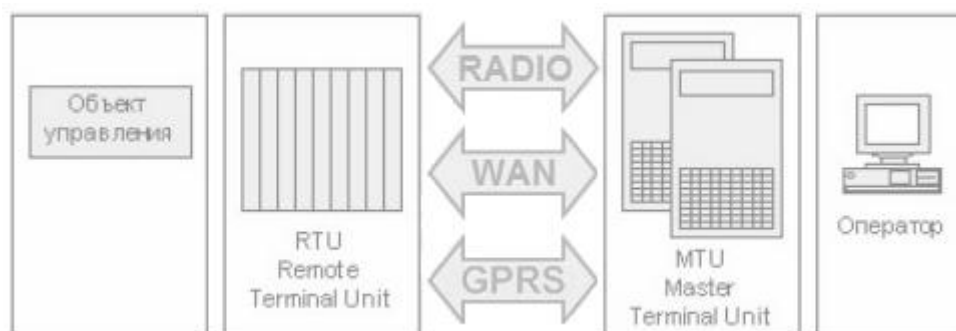 Объект
управления
RTU
Remote
Terminal Unit
RADIO
WAN
GPRS
MTU
Master
Terminal Unit
Оператор